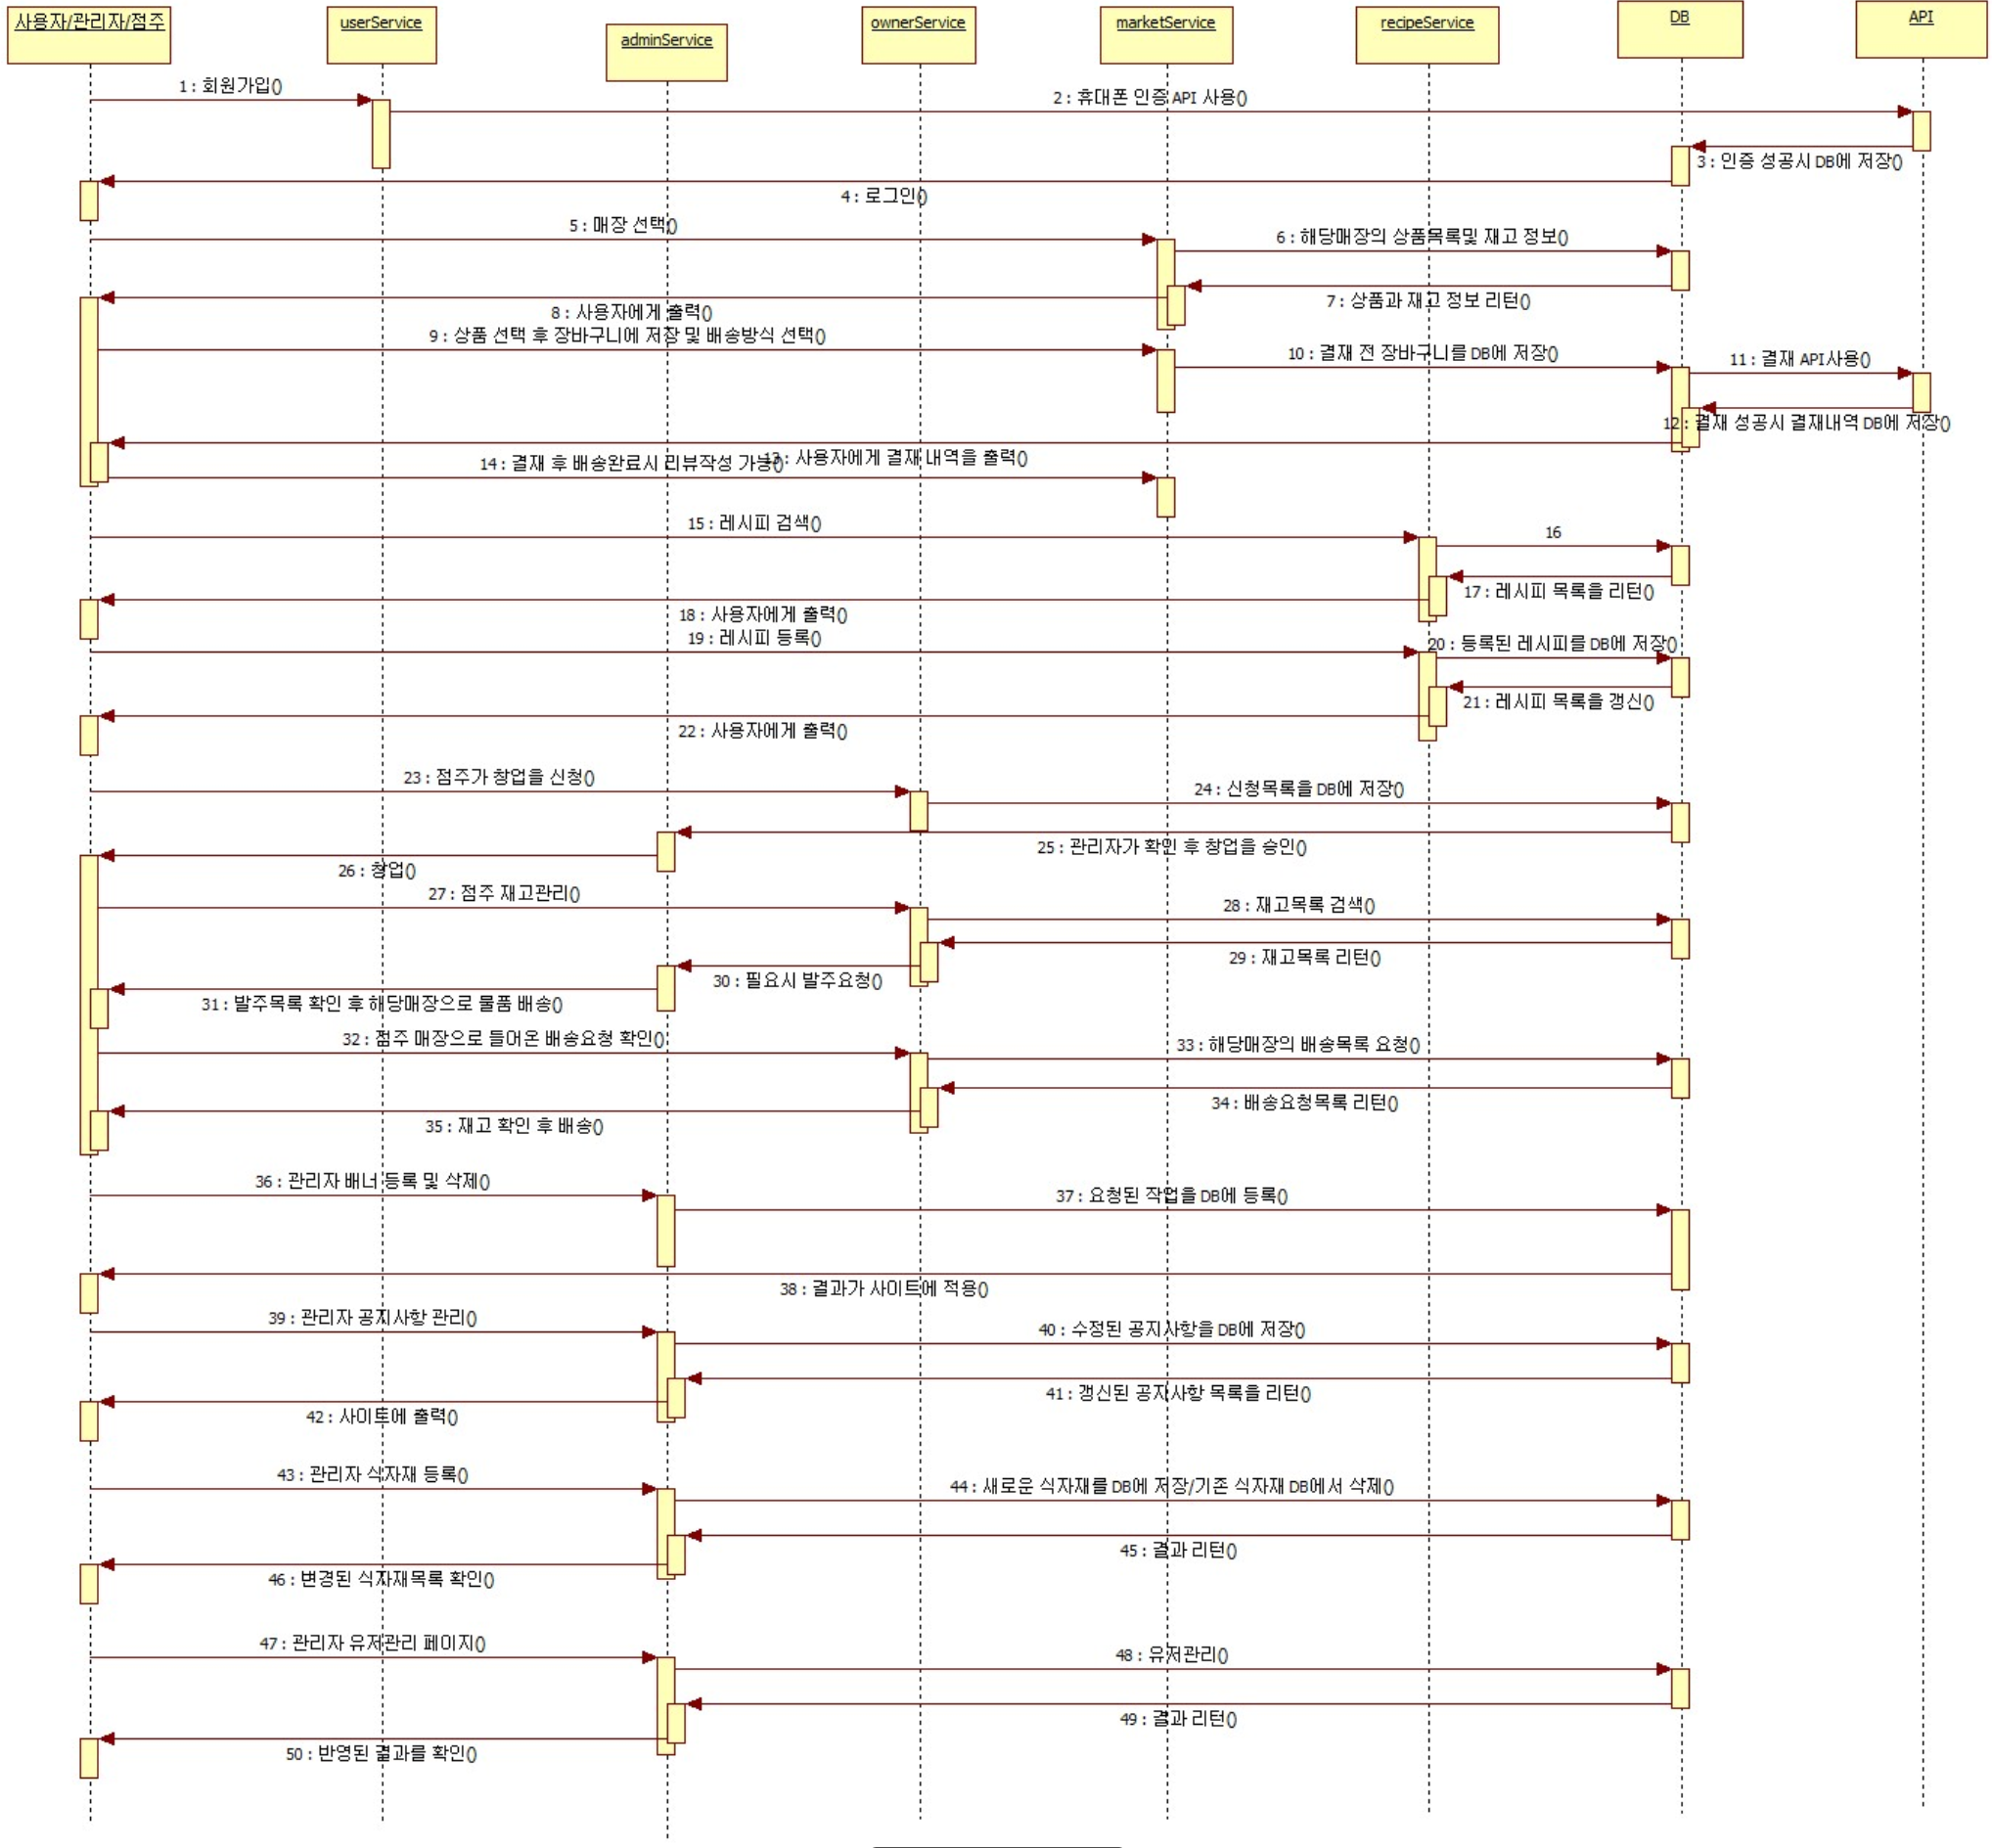 사용자/관리자/점주
userService
adminService
ownerService
marketService
recipeService
DB
API
1 : 회원가입()
2 : 휴대폰 인증 API 사용()
3 : 인증 성공시 DB에 저장()
4 : 로그인()
5 : 매장 선택()
6 : 해당매장의 상품목록및 재고 정보()
7 : 상품과 재고 정보 리턴()
8 : 사용자에게 출력()
9 : 상품 선택 후 장바구니에 저장 및 배송방식 선택()
10 : 결재 전 장바구니를 DB에 저장()
11 : 결재 API사용()
12 : 결재 성공시 결재내역 DB에 저장()
13 : 사용자에게 결재 내역을 출력()
14 : 결재 후 배송완료시 리뷰작성 가능()
15 : 레시피 검색()
16
17 : 레시피 목록을 리턴()
18 : 사용자에게 출력()
19 : 레시피 등록()
20 : 등록된 레시피를 DB에 저장()
21 : 레시피 목록을 갱신()
22 : 사용자에게 출력()
23 : 점주가 창업을 신청()
24 : 신청목록을 DB에 저장()
25 : 관리자가 확인 후 창업을 승인()
26 : 창업()
27 : 점주 재고관리()
28 : 재고목록 검색()
29 : 재고목록 리턴()
30 : 필요시 발주요청()
31 : 발주목록 확인 후 해당매장으로 물품 배송()
32 : 점주 매장으로 들어온 배송요청 확인()
33 : 해당매장의 배송목록 요청()
34 : 배송요청목록 리턴()
35 : 재고 확인 후 배송()
36 : 관리자 배너 등록 및 삭제()
37 : 요청된 작업을 DB에 등록()
38 : 결과가 사이트에 적용()
39 : 관리자 공지사항 관리()
40 : 수정된 공지사항을 DB에 저장()
41 : 갱신된 공지사항 목록을 리턴()
42 : 사이트에 출력()
43 : 관리자 식자재 등록()
44 : 새로운 식자재를 DB에 저장/기존 식자재 DB에서 삭제()
45 : 결과 리턴()
46 : 변경된 식자재목록 확인()
47 : 관리자 유저관리 페이지()
48 : 유저관리()
49 : 결과 리턴()
50 : 반영된 결과를 확인()